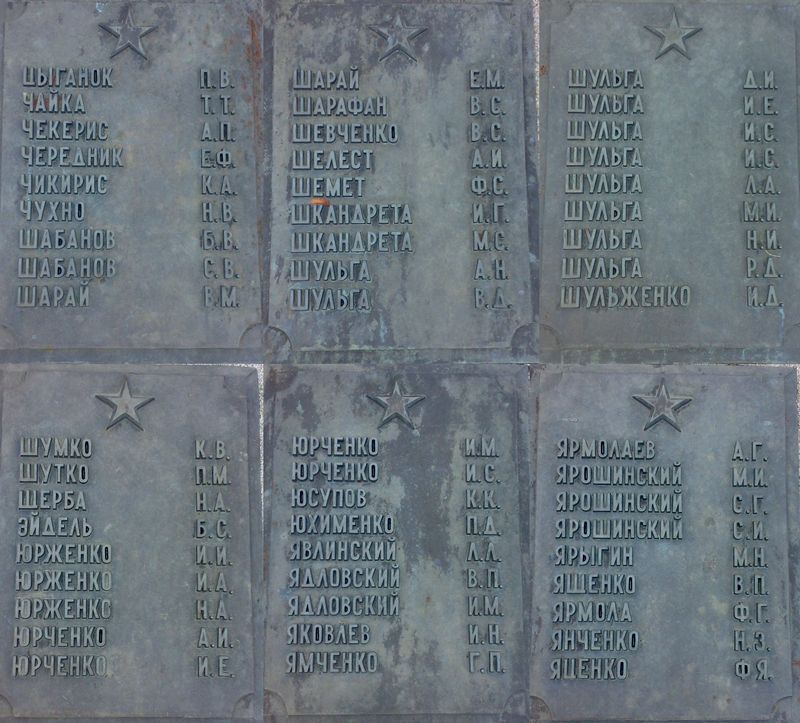 ЦЫГАНОК П.В.
ЧАЙКА Т.Т.
ЧЕКЕРИС А.П.
ЧЕРЕДНИК Е.Ф.
ЧИКИРИС К.А.
ЧУХНО Н.В.
ШАБАНОВ Б.В.
ШАБАНОВ С.В.
ШАРАЙ В.М.
ШАРАЙ Е.М.
ШАРАФАН В.С.
ШЕВЧЕНКО В.С.
ШЕЛЕСТ А.И.
ШЕМЕТ Ф.С.
ШКАНДРЕТА И.Г.
ШКАНДРЕТА М.С.
ШУЛЬГА А.Н.
ШУЛЬГА В.Д.
ШУЛЬГА Д.И.
ШУЛЬГА И.Е.
ШУЛЬГА И.С.
ШУЛЬГА И.С.
ШУЛЬГА Л.А.
ШУЛЬГА М.И.
ШУЛЬГА Н.И.
ШУЛЬГА Р.Д.
ШУЛЬЖЕНКО И.Д.
ШУМКО К.В.
ШУТКО П.М.
ЩЕРБА Н.А.
ЭЙДЕЛЬ Б.С.
ЮРЖЕНКО И.И.
ЮРЖЕНКО И.А.
ЮРЖЕНКО Н.А.
ЮРЧЕНКО А.И.
ЮРЧЕНКО И.Е.
ЮРЧЕНКО И.М.
ЮРЧЕНКО И.С.
ЮСУПОВ К.К.
ЮХИМЕНКО П.Д.
ЯВЛИНСКИЙ Л.Л.
ЯДЛОВСКИЙ В.П.
ЯДЛОВСКИЙ И.М.
ЯКОВЛЕВ И.Н.
ЯМЧЕНКО Г.П.
ЯРМОЛАЕВ А.Г.
ЯРОШИНСКИЙ М.И.
ЯРОШИНСКИЙ С.Г.
ЯРОШИНСКИЙ С.И.
ЯРЫГИН М.Н.
ЯЩЕНКО В.П.
ЯРМОЛА Ф.Г.
ЯНЧЕНКО Н.З.
ЯЦЕНКО Ф.Я.